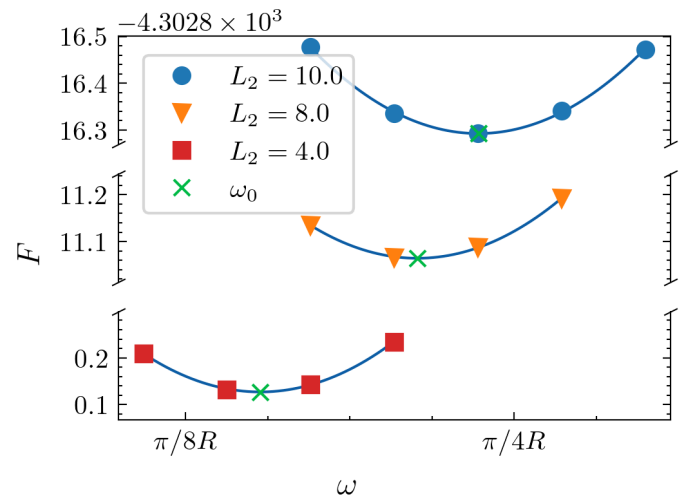 −4.3028 × 10³
16.5
16.4
16.3
L₂ = 10.0
L₂ = 8.0
L₂ = 4.0
ω₀
11.2
11.1
F
0.2
0.1
π/8R
π/4R
ω